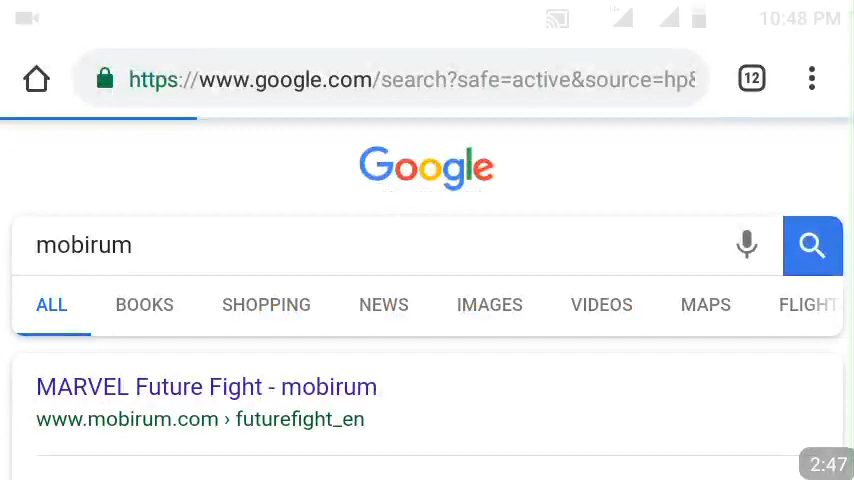 10:48 PM
https://www.google.com/search?safe=active&source=hp&
12
Google
mobirum
ALL BOOKS SHOPPING NEWS IMAGES VIDEOS MAPS FLIGHT
MARVEL Future Fight - mobirum
www.mobirum.com › futurefight_en
2:47